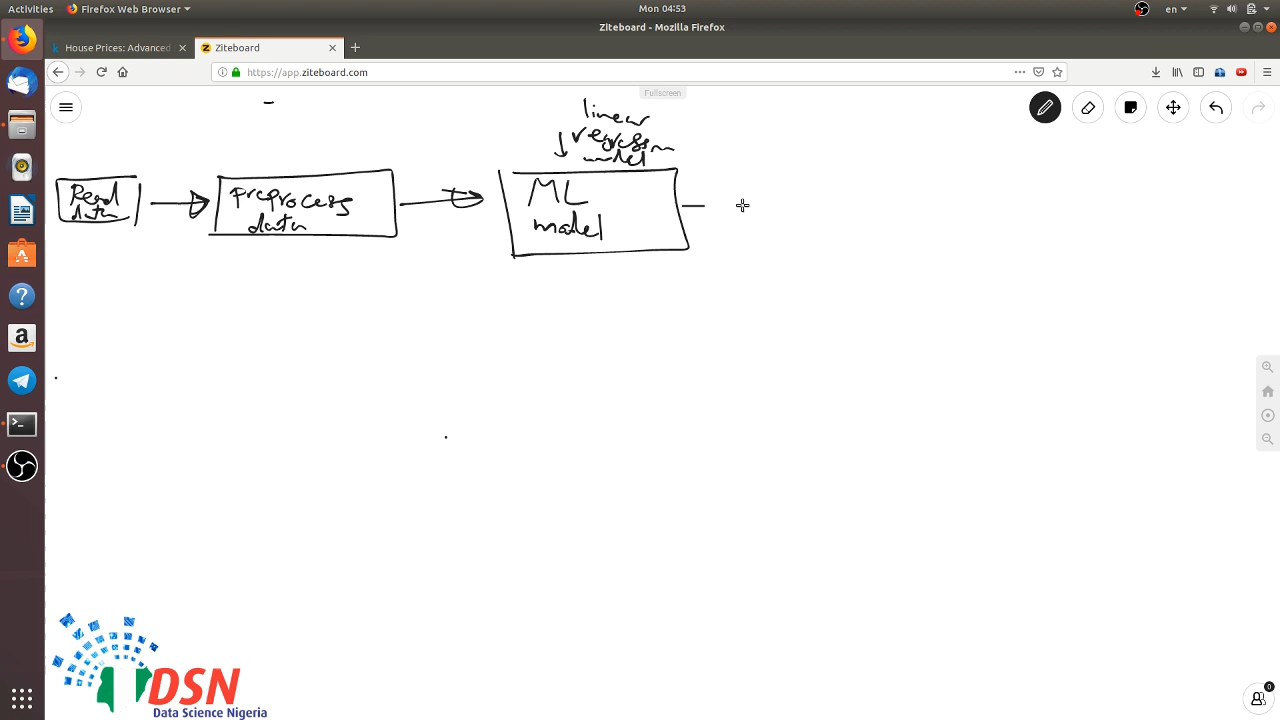 Activities
Firefox Web Browser
Mon 04:53
en
Ziteboard - Mozilla Firefox
House Prices: Advanced
Ziteboard
https://app.ziteboard.com
Fullscreen
linear
regression
model
Read
data
preprocess
data
ML
model
0
DSN
Data Science Nigeria